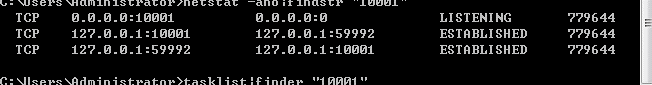 C:\Users\Administrator>netstat -ano|findstr "10001"
TCP 0.0.0.0:10001 0.0.0.0:0 LISTENING 779644
TCP 127.0.0.1:10001 127.0.0.1:59992 ESTABLISHED 779644
TCP 127.0.0.1:59992 127.0.0.1:10001 ESTABLISHED 779644
C:\Users\Administrator>tasklist|finder "10001"